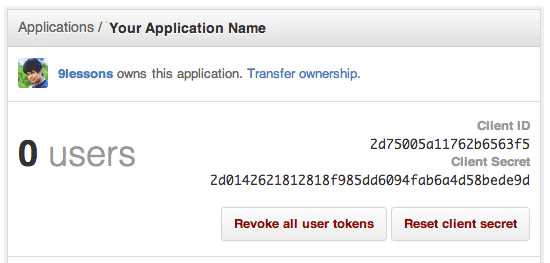 Applications / Your Application Name
9lessons owns this application. Transfer ownership.
0 users
Client ID
2d75005a11762b6563f5
Client Secret
2d0142621812818f985dd6094fab6a4d58bede9d
Revoke all user tokens
Reset client secret